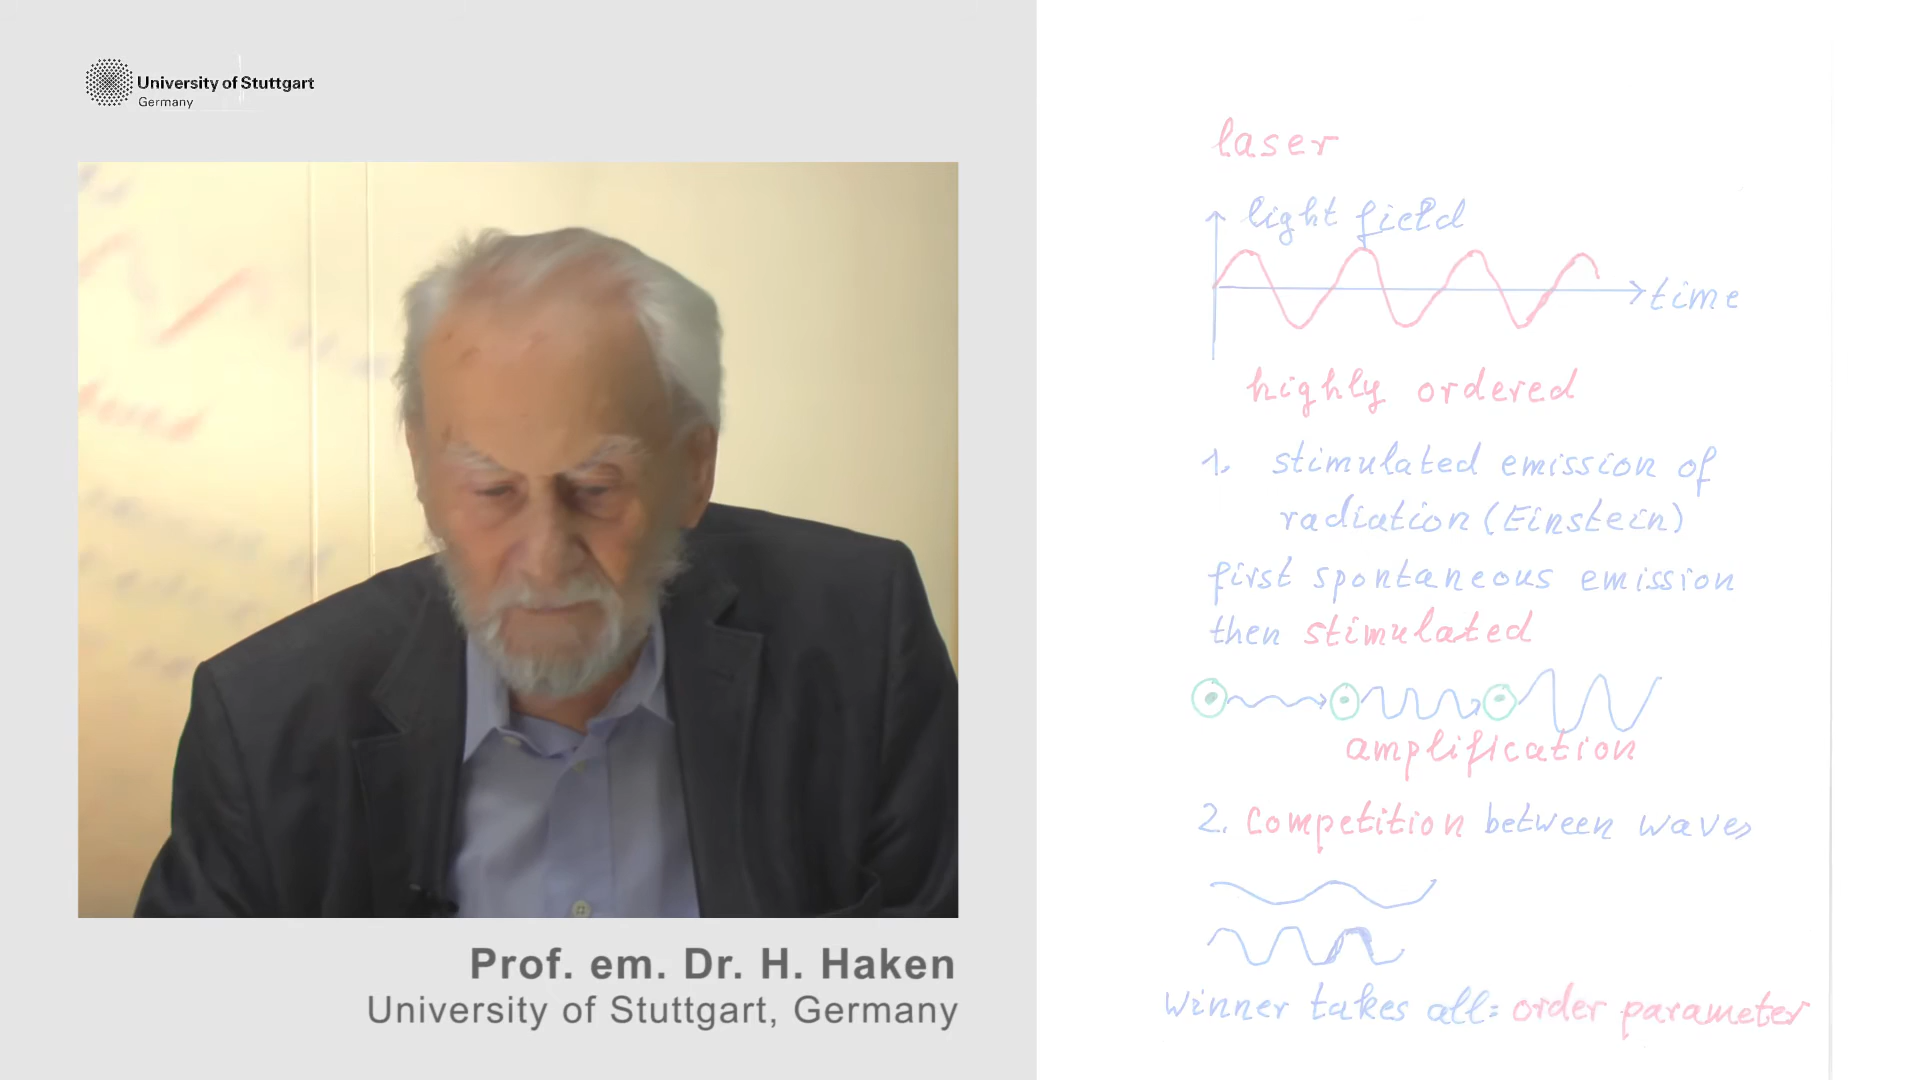 University of Stuttgart
Germany
Prof. em. Dr. H. Haken
University of Stuttgart, Germany
laser
light field
time
highly ordered
1. stimulated emission of
radiation (Einstein)
first spontaneous emission
then stimulated
amplification
2. Competition between waves
Winner takes all = order parameter